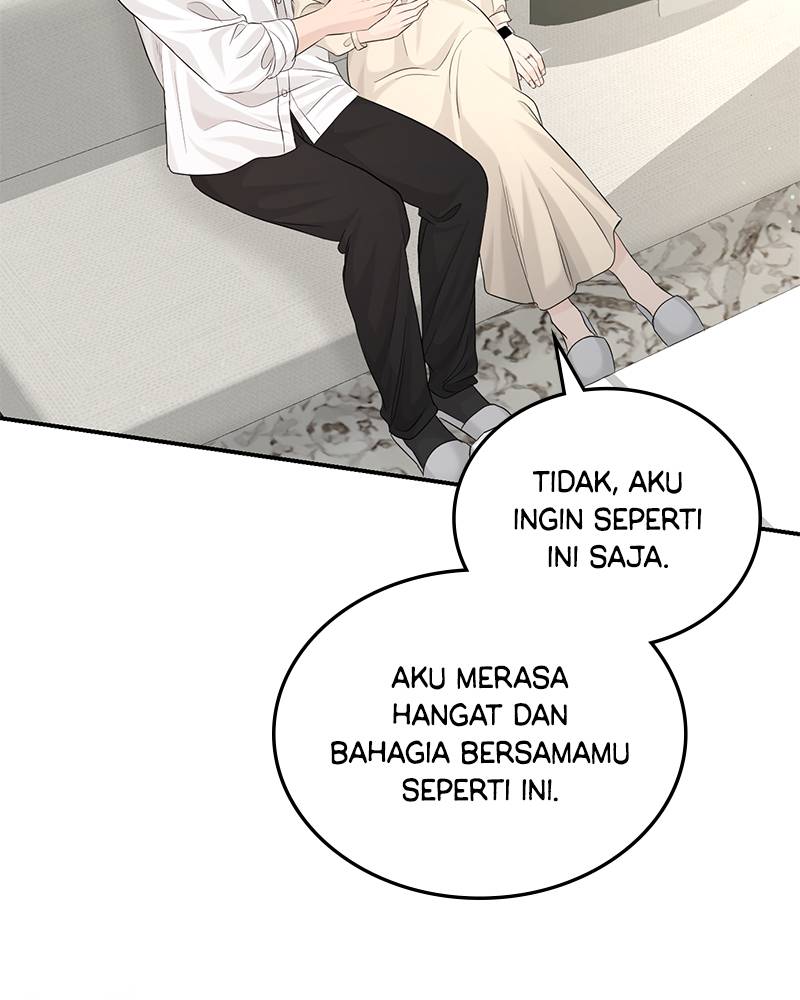 TIDAK, AKU
INGIN SEPERTI
INI SAJA.
AKU MERASA
HANGAT DAN
BAHAGIA BERSAMAMU
SEPERTI INI.